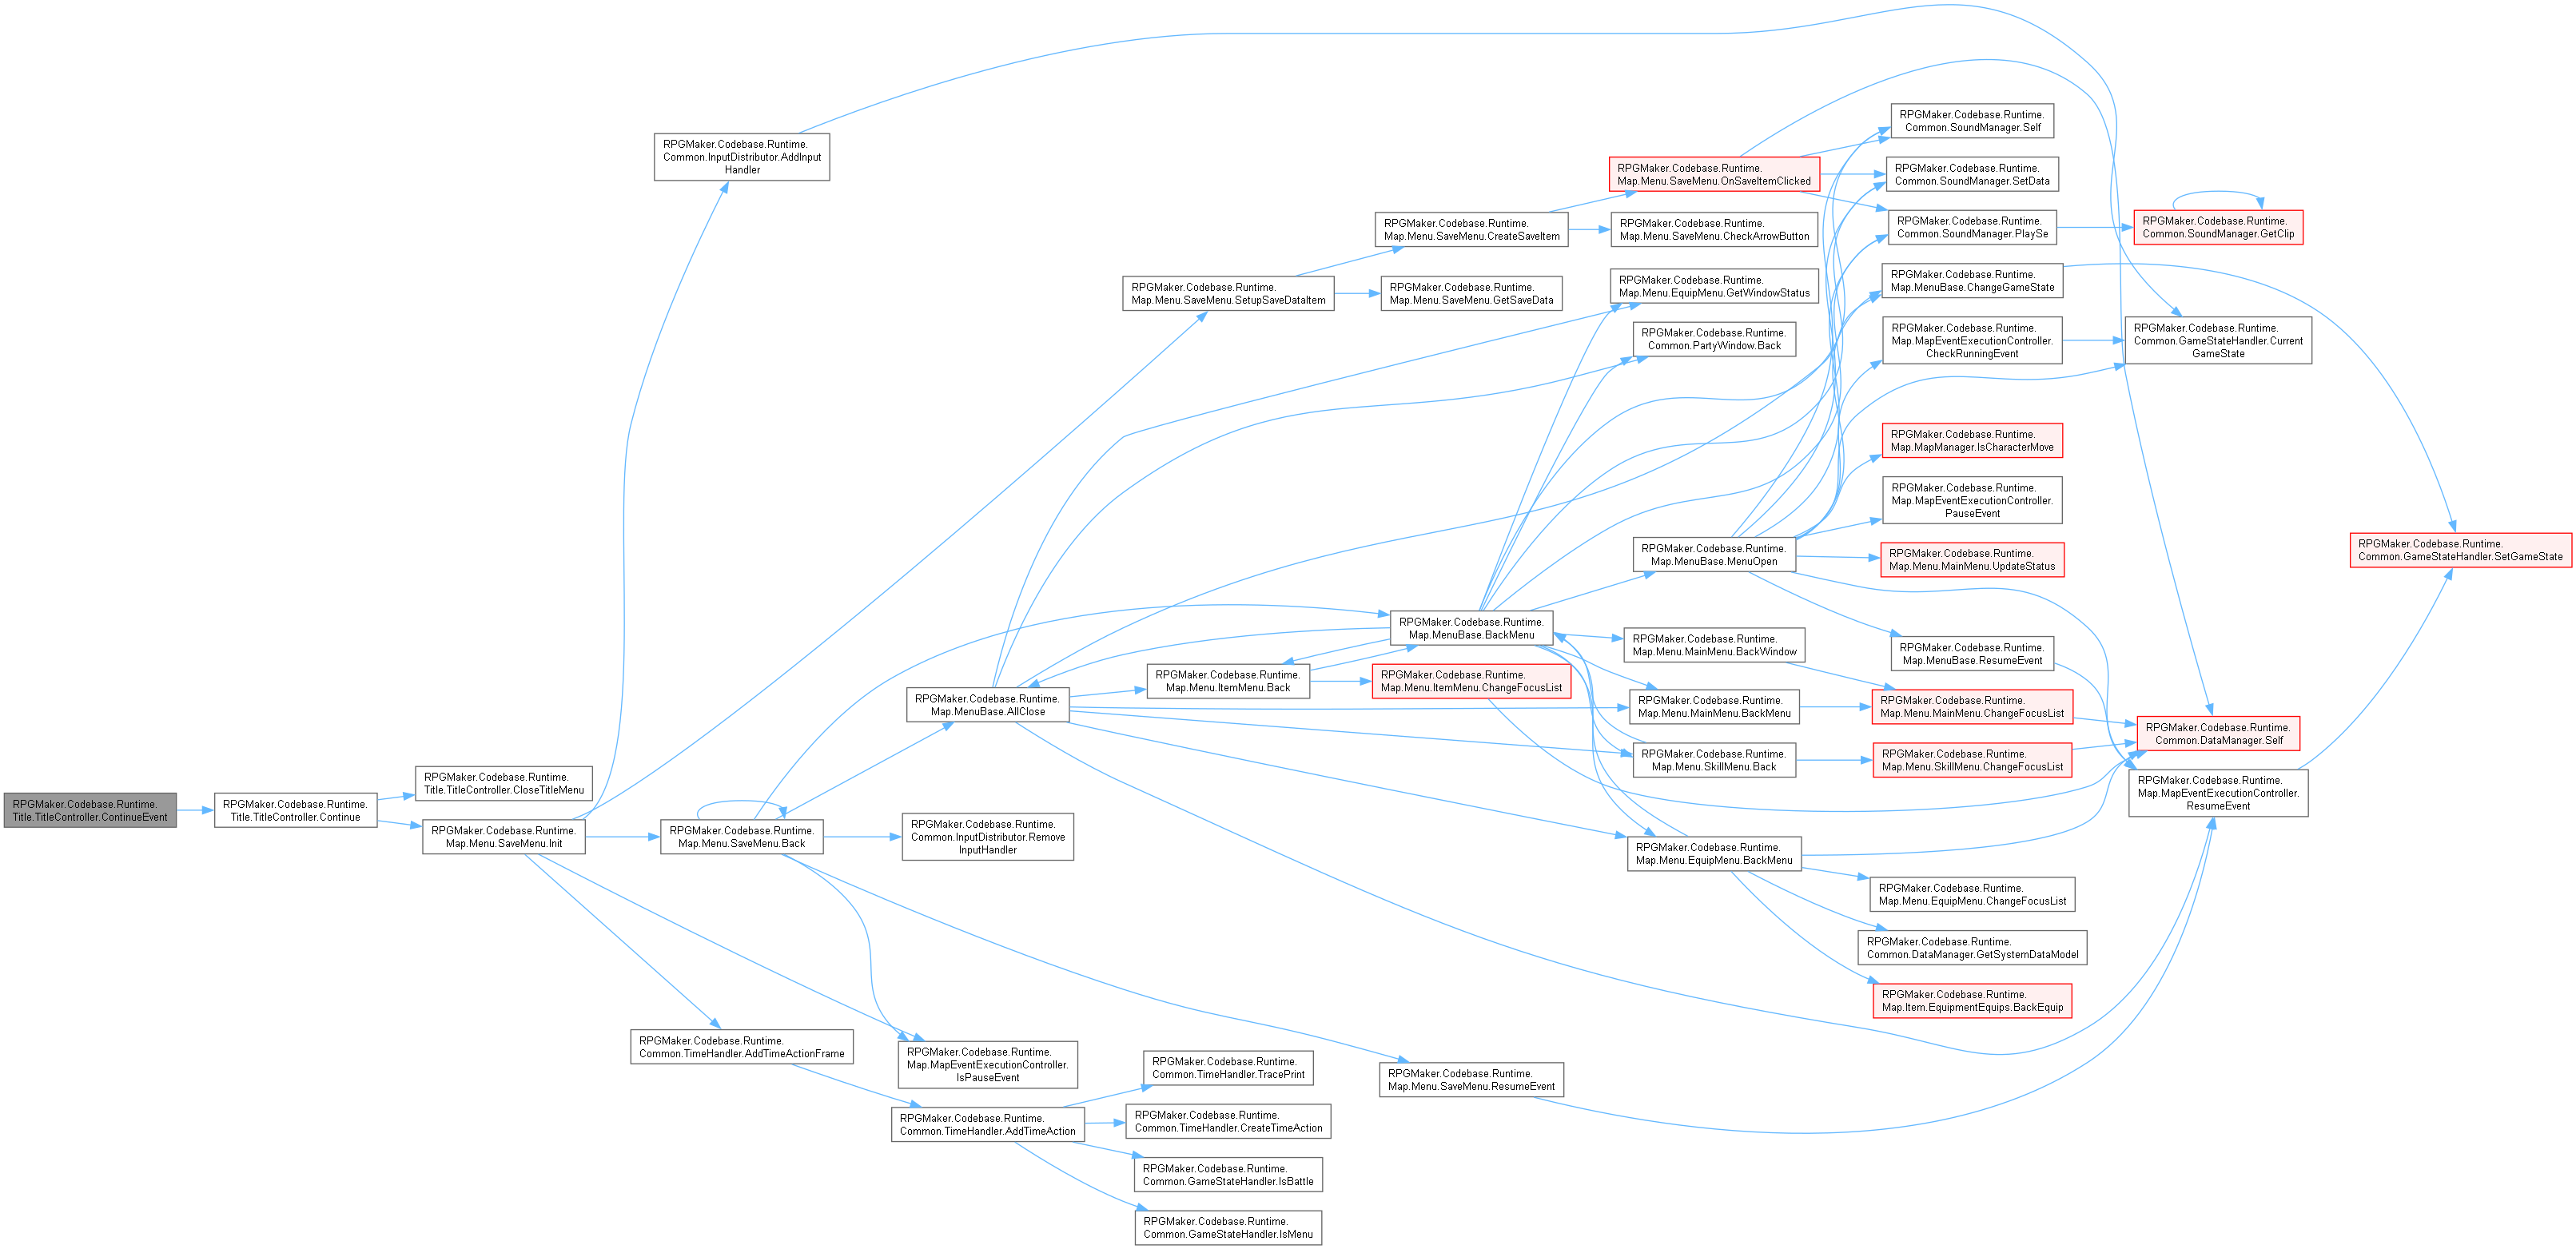 RPGMaker.Codebase.Runtime.
Title.TitleController.ContinueEvent
RPGMaker.Codebase.Runtime.
Title.TitleController.Continue
RPGMaker.Codebase.Runtime.
Title.TitleController.CloseTitleMenu
RPGMaker.Codebase.Runtime.
Map.Menu.SaveMenu.Init
RPGMaker.Codebase.Runtime.
Common.InputDistributor.AddInput
Handler
RPGMaker.Codebase.Runtime.
Map.Menu.SaveMenu.Back
RPGMaker.Codebase.Runtime.
Common.TimeHandler.AddTimeActionFrame
RPGMaker.Codebase.Runtime.
Map.MenuBase.AllClose
RPGMaker.Codebase.Runtime.
Common.InputDistributor.Remove
InputHandler
RPGMaker.Codebase.Runtime.
Map.MapEventExecutionController.
IsPauseEvent
RPGMaker.Codebase.Runtime.
Common.TimeHandler.AddTimeAction
RPGMaker.Codebase.Runtime.
Map.Menu.SaveMenu.SetupSaveDataItem
RPGMaker.Codebase.Runtime.
Map.Menu.ItemMenu.Back
RPGMaker.Codebase.Runtime.
Common.TimeHandler.TracePrint
RPGMaker.Codebase.Runtime.
Common.TimeHandler.CreateTimeAction
RPGMaker.Codebase.Runtime.
Common.GameStateHandler.IsBattle
RPGMaker.Codebase.Runtime.
Common.GameStateHandler.IsMenu
RPGMaker.Codebase.Runtime.
Map.Menu.SaveMenu.CreateSaveItem
RPGMaker.Codebase.Runtime.
Map.MenuBase.BackMenu
RPGMaker.Codebase.Runtime.
Map.Menu.ItemMenu.ChangeFocusList
RPGMaker.Codebase.Runtime.
Map.Menu.SaveMenu.ResumeEvent
RPGMaker.Codebase.Runtime.
Map.Menu.SaveMenu.OnSaveItemClicked
RPGMaker.Codebase.Runtime.
Map.Menu.SaveMenu.CheckArrowButton
RPGMaker.Codebase.Runtime.
Map.Menu.SaveMenu.GetSaveData
RPGMaker.Codebase.Runtime.
Map.Menu.EquipMenu.GetWindowStatus
RPGMaker.Codebase.Runtime.
Common.PartyWindow.Back
RPGMaker.Codebase.Runtime.
Map.MenuBase.MenuOpen
RPGMaker.Codebase.Runtime.
Map.Menu.MainMenu.BackWindow
RPGMaker.Codebase.Runtime.
Map.Menu.MainMenu.BackMenu
RPGMaker.Codebase.Runtime.
Map.Menu.SkillMenu.Back
RPGMaker.Codebase.Runtime.
Map.Menu.EquipMenu.BackMenu
RPGMaker.Codebase.Runtime.
Common.SoundManager.Self
RPGMaker.Codebase.Runtime.
Common.SoundManager.SetData
RPGMaker.Codebase.Runtime.
Common.SoundManager.PlaySe
RPGMaker.Codebase.Runtime.
Map.MenuBase.ChangeGameState
RPGMaker.Codebase.Runtime.
Map.MapEventExecutionController.
CheckRunningEvent
RPGMaker.Codebase.Runtime.
Map.MapManager.IsCharacterMove
RPGMaker.Codebase.Runtime.
Map.MapEventExecutionController.
PauseEvent
RPGMaker.Codebase.Runtime.
Map.Menu.MainMenu.UpdateStatus
RPGMaker.Codebase.Runtime.
Map.MenuBase.ResumeEvent
RPGMaker.Codebase.Runtime.
Map.Menu.MainMenu.ChangeFocusList
RPGMaker.Codebase.Runtime.
Map.Menu.SkillMenu.ChangeFocusList
RPGMaker.Codebase.Runtime.
Map.Menu.EquipMenu.ChangeFocusList
RPGMaker.Codebase.Runtime.
Common.DataManager.GetSystemDataModel
RPGMaker.Codebase.Runtime.
Map.Item.EquipmentEquips.BackEquip
RPGMaker.Codebase.Runtime.
Common.SoundManager.GetClip
RPGMaker.Codebase.Runtime.
Common.GameStateHandler.Current
GameState
RPGMaker.Codebase.Runtime.
Common.DataManager.Self
RPGMaker.Codebase.Runtime.
Map.MapEventExecutionController.
ResumeEvent
RPGMaker.Codebase.Runtime.
Common.GameStateHandler.SetGameState